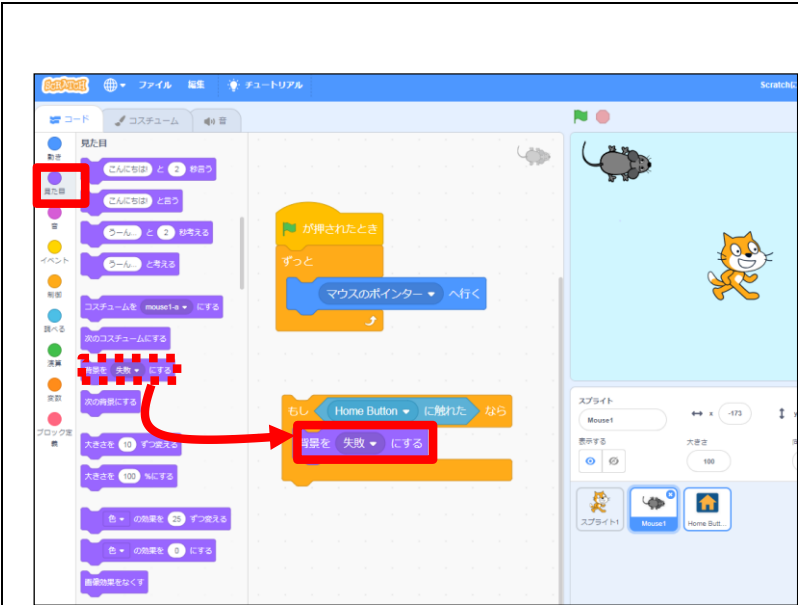 SCRATCH
ファイル
編集
チュートリアル
コード
コスチューム
音
動き
見た目
音
イベント
制御
調べる
演算
変数
ブロック定義
見た目
こんにちは! と 2 秒言う
こんにちは! と言う
うーん... と 2 秒考える
うーん... と考える
コスチュームを mouse1-a にする
次のコスチュームにする
背景を 失敗 にする
次の背景にする
大きさを 10 ずつ変える
大きさを 100 %にする
色 の効果を 25 ずつ変える
色 の効果を 0 にする
画像効果をなくす
が押されたとき
ずっと
マウスのポインター へ行く
もし Home Button に触れた なら
背景を 失敗 にする
スプライト
Mouse1
x -173
y
表示する
大きさ
100
スプライト1
Mouse1
Home Butt...